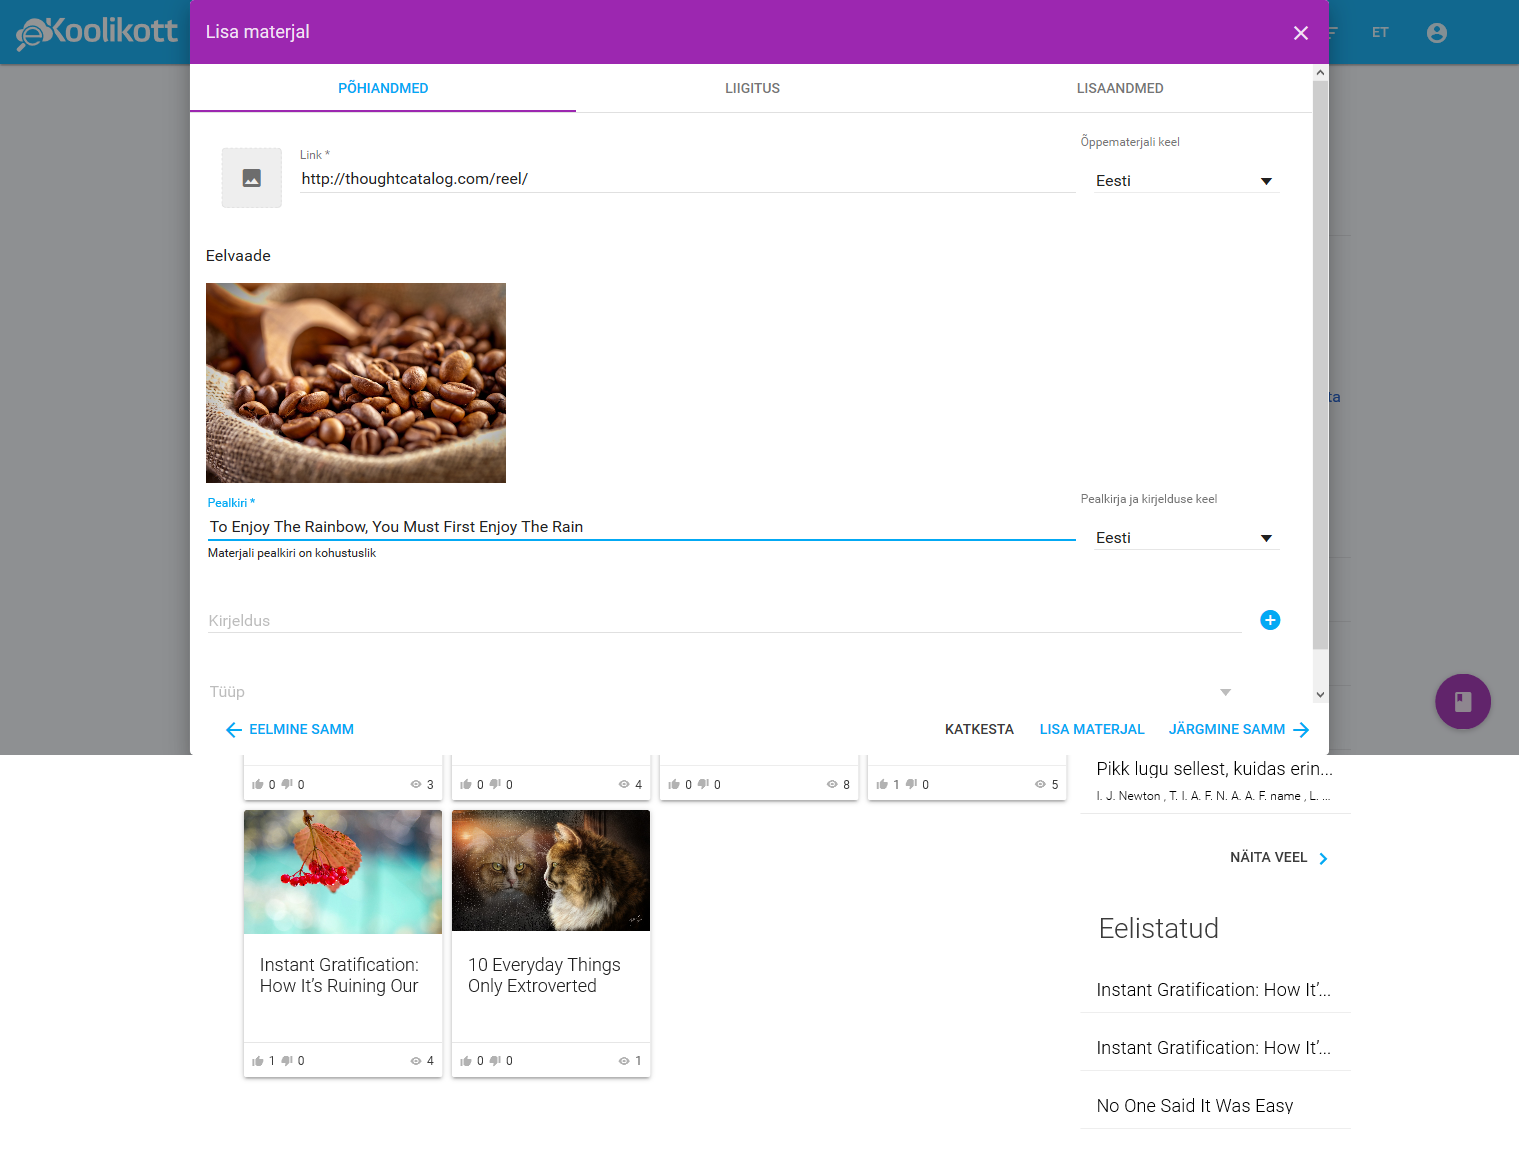 eKoolikott
Lisa materjal
ET
PÕHIANDMED
LIIGITUS
LISAANDMED
Link *
http://thoughtcatalog.com/reel/
Õppematerjali keel
Eesti
Eelvaade
ta
Pealkiri *
To Enjoy The Rainbow, You Must First Enjoy The Rain
Materjali pealkiri on kohustuslik
Pealkirja ja kirjelduse keel
Eesti
Kirjeldus
Tüüp
EELMINE SAMM
KATKESTA
LISA MATERJAL
JÄRGMINE SAMM
0 0 3
0 0 4
0 0 8
1 0 5
Instant Gratification:
How It’s Ruining Our
1 0 4
10 Everyday Things
Only Extroverted
0 0 1
Pikk lugu sellest, kuidas erin...
I. J. Newton , T. I. A. F. N. A. A. F. name , L. ...
NÄITA VEEL
Eelistatud
Instant Gratification: How It’...
Instant Gratification: How It’...
No One Said It Was Easy